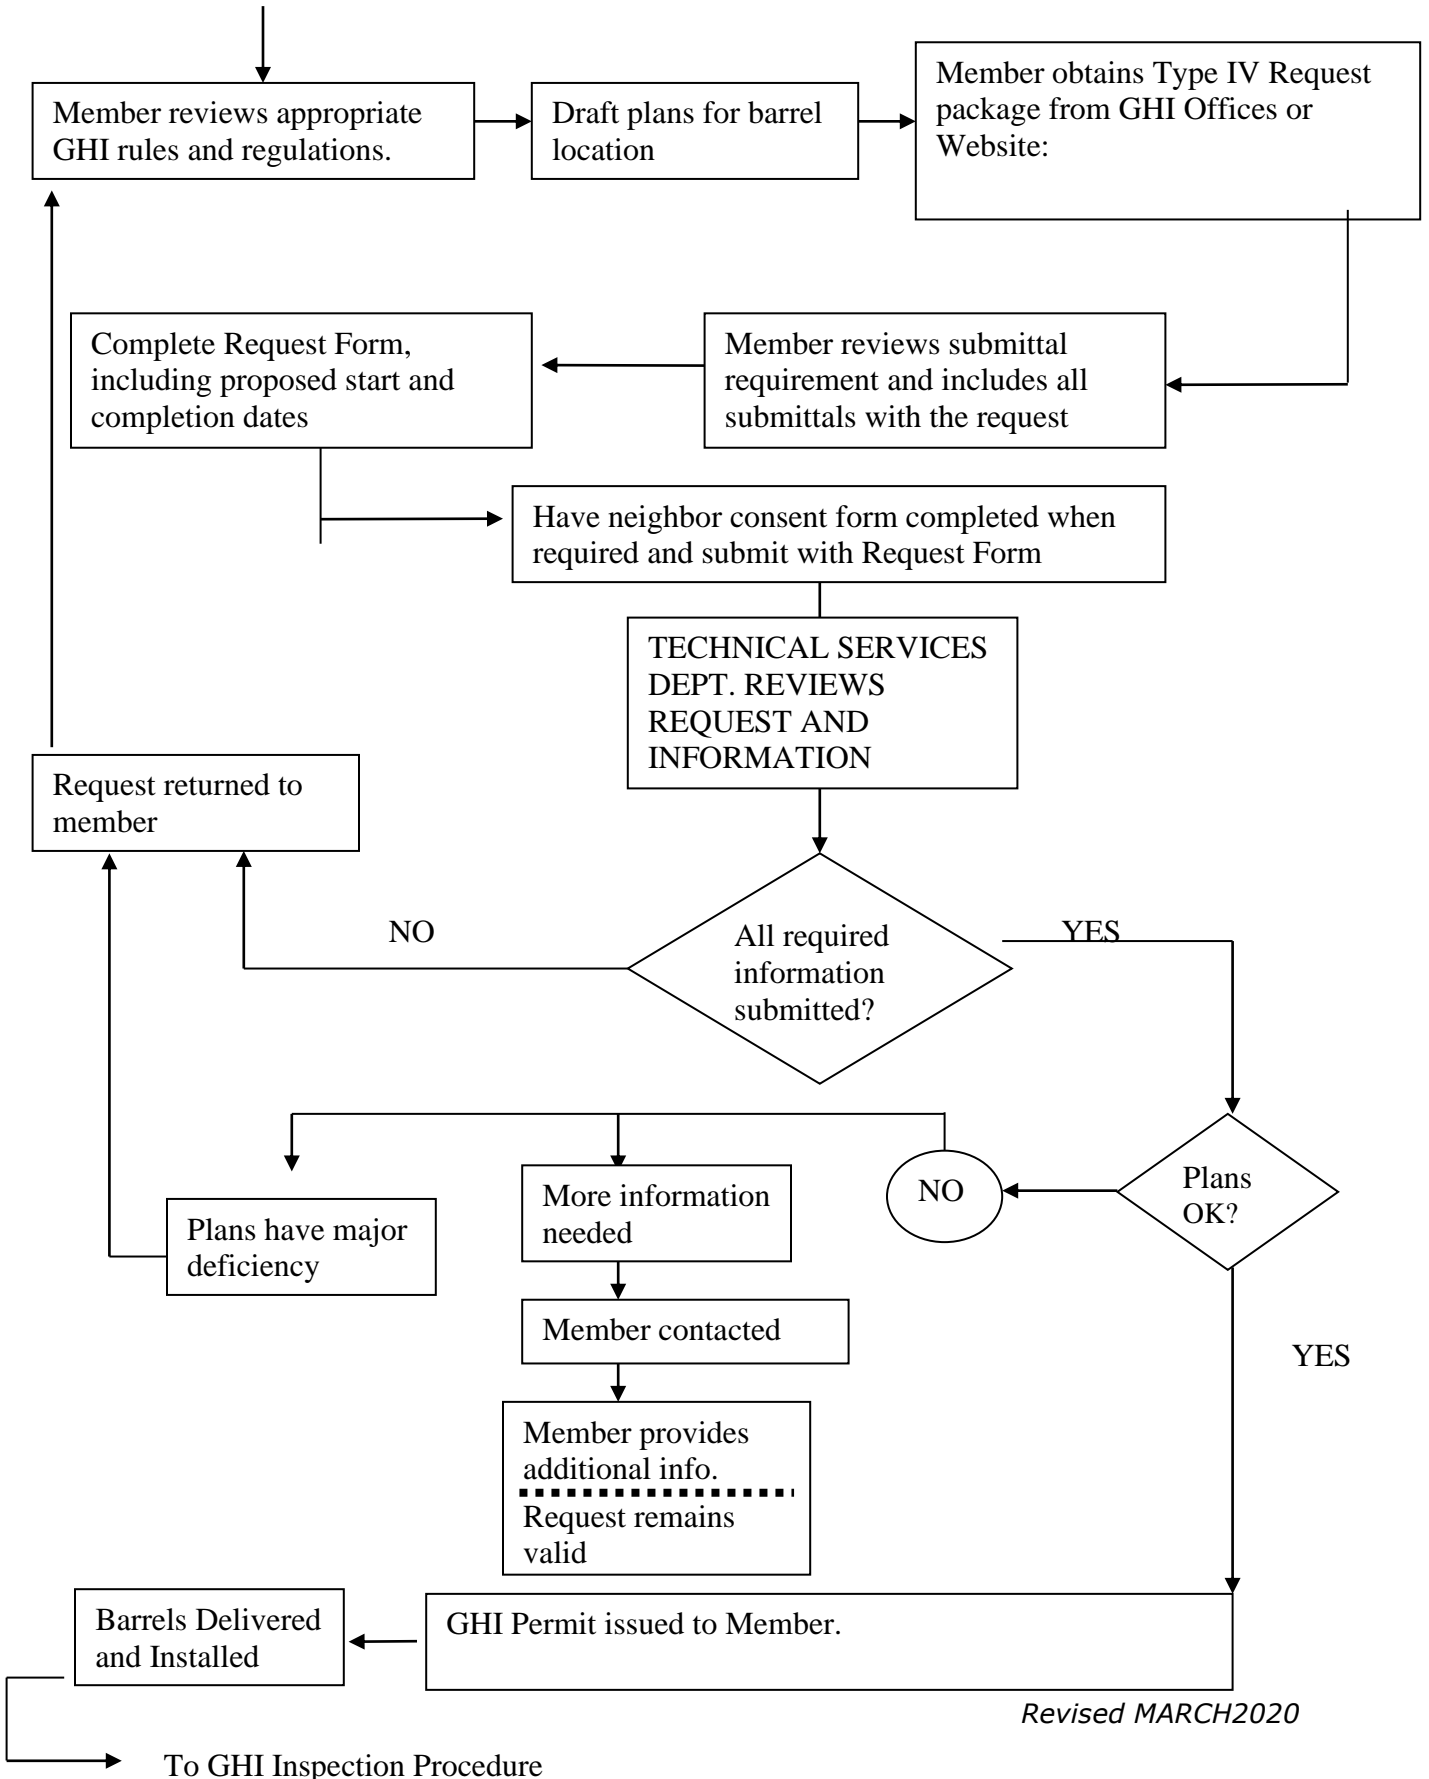 Member reviews appropriate
GHI rules and regulations.
Draft plans for barrel
location
Member obtains Type IV Request
package from GHI Offices or
Website:
Complete Request Form,
including proposed start and
completion dates
Member reviews submittal
requirement and includes all
submittals with the request
Have neighbor consent form completed when
required and submit with Request Form
TECHNICAL SERVICES
DEPT. REVIEWS
REQUEST AND
INFORMATION
Request returned to
member
NO
All required
information
submitted?
YES
Plans have major
deficiency
More information
needed
NO
Plans
OK?
Member contacted
YES
Member provides
additional info.
Request remains
valid
Barrels Delivered
and Installed
GHI Permit issued to Member.
Revised MARCH2020
To GHI Inspection Procedure